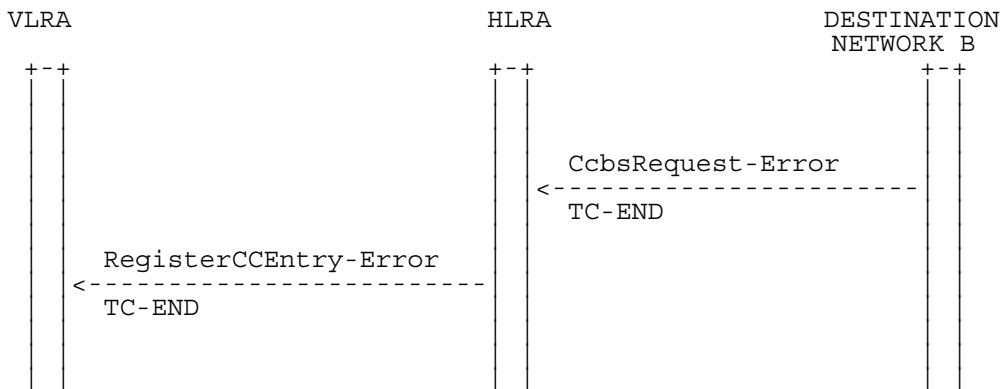 VLRA HLRA DESTINATION
NETWORK B
CcbsRequest-Error
TC-END
RegisterCCEntry-Error
TC-END